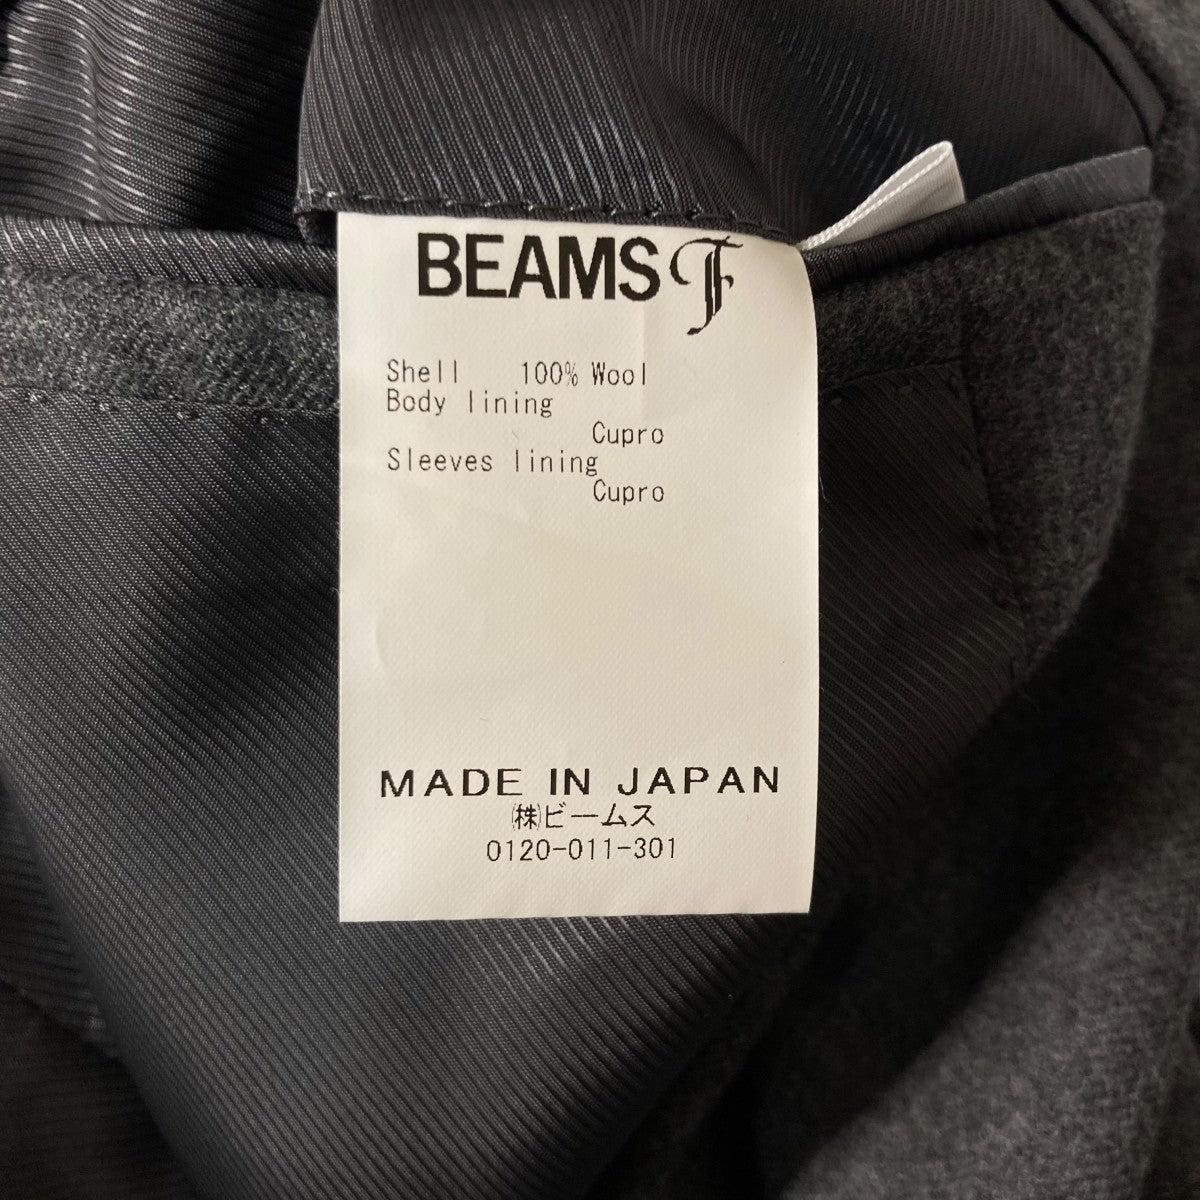 BEAMS F
Shell 100% Wool
Body lining
Cupro
Sleeves lining
Cupro
MADE IN JAPAN
㈱ビームス
0120-011-301